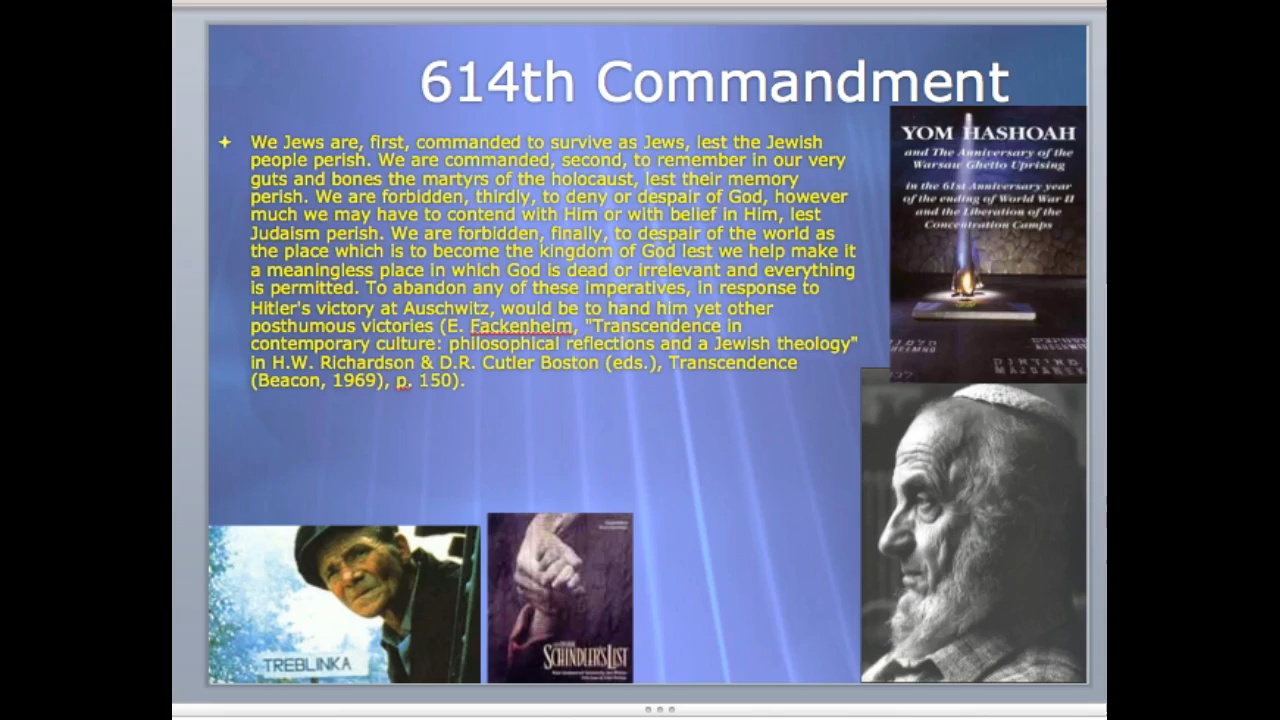 614th Commandment
We Jews are, first, commanded to survive as Jews, lest the Jewish
people perish. We are commanded, second, to remember in our very
guts and bones the martyrs of the holocaust, lest their memory
perish. We are forbidden, thirdly, to deny or despair of God, however
much we may have to contend with Him or with belief in Him, lest
Judaism perish. We are forbidden, finally, to despair of the world as
the place which is to become the kingdom of God lest we help make it
a meaningless place in which God is dead or irrelevant and everything
is permitted. To abandon any of these imperatives, in response to
Hitler's victory at Auschwitz, would be to hand him yet other
posthumous victories (E. Fackenheim, "Transcendence in
contemporary culture: philosophical reflections and a Jewish theology"
in H.W. Richardson & D.R. Cutler Boston (eds.), Transcendence
(Beacon, 1969), p. 150).
YOM HASHOAH
and The Anniversary of the
Warsaw Ghetto Uprising
in the 61st Anniversary year
of the ending of World War II
and the Liberation of the
Concentration Camps
MAJDANEK
TREBLINKA
SCHINDLER'S LIST